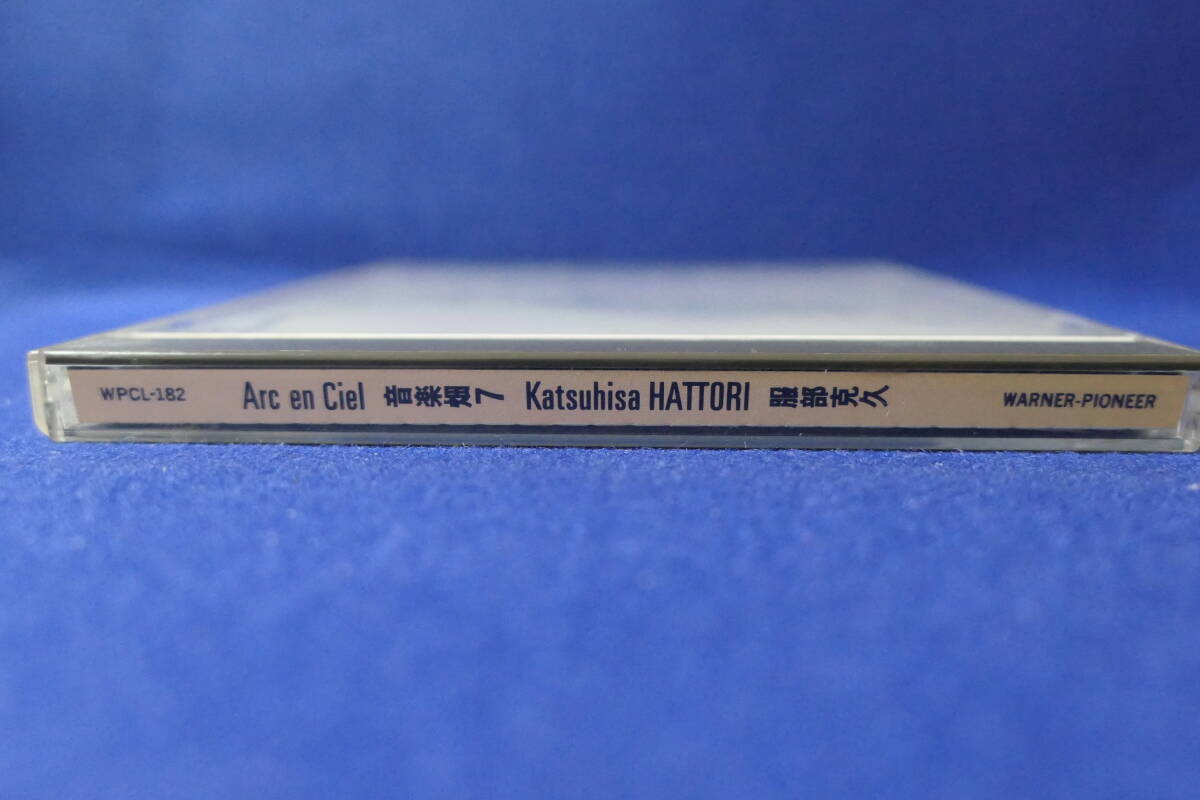 WPCL-182 Arc en Ciel 音楽畑7 Katsuhisa HATTORI 服部克久 WARNER-PIONEER